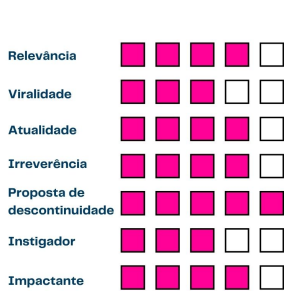 Relevância
Viralidade
Atualidade
Irreverência
Proposta de
descontinuidade
Instigador
Impactante